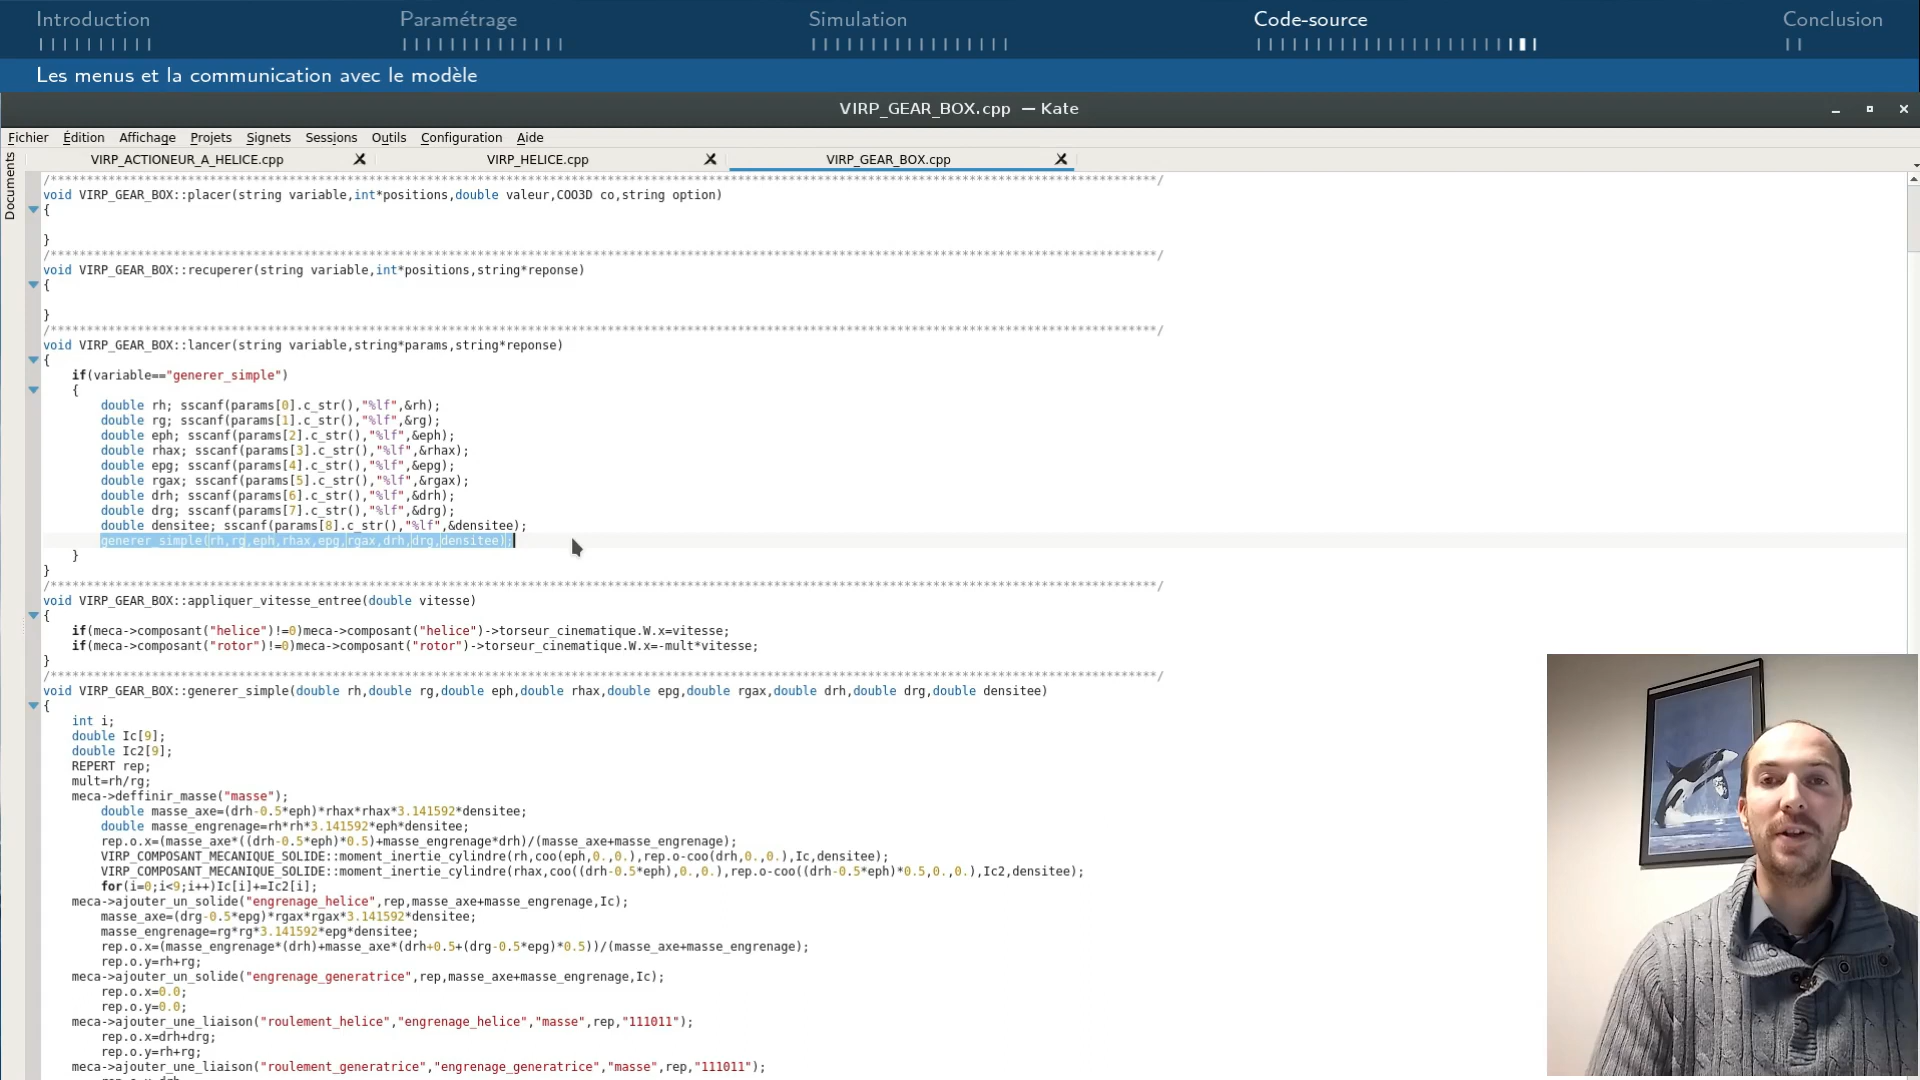 Introduction
Paramétrage
Simulation
Code-source
Conclusion
Les menus et la communication avec le modèle
VIRP_GEAR_BOX.cpp — Kate
Fichier Édition Affichage Projets Signets Sessions Outils Configuration Aide
Documents
VIRP_ACTIONEUR_A_HELICE.cpp
VIRP_HELICE.cpp
VIRP_GEAR_BOX.cpp
void VIRP_GEAR_BOX::placer(string variable,int*positions,double valeur,COO3D co,string option)
{
}
void VIRP_GEAR_BOX::recuperer(string variable,int*positions,string*reponse)
{
}
void VIRP_GEAR_BOX::lancer(string variable,string*params,string*reponse)
{
if(variable=="generer_simple")
{
double rh; sscanf(params[0].c_str(),"%lf",&rh);
double rg; sscanf(params[1].c_str(),"%lf",&rg);
double eph; sscanf(params[2].c_str(),"%lf",&eph);
double rhax; sscanf(params[3].c_str(),"%lf",&rhax);
double epg; sscanf(params[4].c_str(),"%lf",&epg);
double rgax; sscanf(params[5].c_str(),"%lf",&rgax);
double drh; sscanf(params[6].c_str(),"%lf",&drh);
double drg; sscanf(params[7].c_str(),"%lf",&drg);
double densitee; sscanf(params[8].c_str(),"%lf",&densitee);
generer_simple(rh,rg,eph,rhax,epg,rgax,drh,drg,densitee);
}
}
void VIRP_GEAR_BOX::appliquer_vitesse_entree(double vitesse)
{
if(meca->composant("helice")!=0)meca->composant("helice")->torseur_cinematique.W.x=vitesse;
if(meca->composant("rotor")!=0)meca->composant("rotor")->torseur_cinematique.W.x=-mult*vitesse;
}
void VIRP_GEAR_BOX::generer_simple(double rh,double rg,double eph,double rhax,double epg,double rgax,double drh,double drg,double densitee)
{
int i;
double Ic[9];
double Ic2[9];
REPERT rep;
mult=rh/rg;
meca->deffinir_masse("masse");
double masse_axe=(drh-0.5*eph)*rhax*rhax*3.141592*densitee;
double masse_engrenage=rh*rh*3.141592*eph*densitee;
rep.o.x=(masse_axe*((drh-0.5*eph)*0.5)+masse_engrenage*drh)/(masse_axe+masse_engrenage);
VIRP_COMPOSANT_MECANIQUE_SOLIDE::moment_inertie_cylindre(rh,coo(eph,0.,0.),rep.o-coo(drh,0.,0.),Ic,densitee);
VIRP_COMPOSANT_MECANIQUE_SOLIDE::moment_inertie_cylindre(rhax,coo((drh-0.5*eph),0.,0.),rep.o-coo((drh-0.5*eph)*0.5,0.,0.),Ic2,densitee);
for(i=0;i<9;i++)Ic[i]+=Ic2[i];
meca->ajouter_un_solide("engrenage_helice",rep,masse_axe+masse_engrenage,Ic);
masse_axe=(drg-0.5*epg)*rgax*rgax*3.141592*densitee;
masse_engrenage=rg*rg*3.141592*epg*densitee;
rep.o.x=(masse_engrenage*(drh)+masse_axe*(drh+0.5+(drg-0.5*epg)*0.5))/(masse_axe+masse_engrenage);
rep.o.y=rh+rg;
meca->ajouter_un_solide("engrenage_generatrice",rep,masse_axe+masse_engrenage,Ic);
rep.o.x=0.0;
rep.o.y=0.0;
meca->ajouter_une_liaison("roulement_helice","engrenage_helice","masse",rep,"111011");
rep.o.x=drh+drg;
rep.o.y=rh+rg;
meca->ajouter_une_liaison("roulement_generatrice","engrenage_generatrice","masse",rep,"111011");